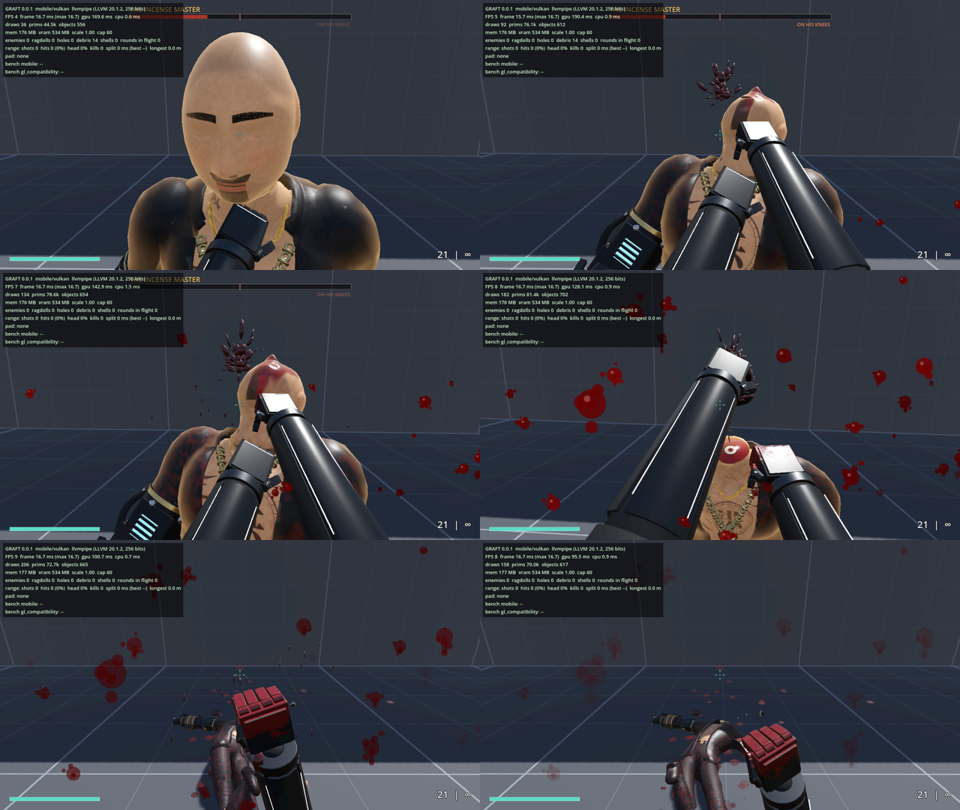 INCENSE MASTER
GRAFT 0.0.1 mobile/vulkan llvmpipe (LLVM 20.1.2, 256 bits)
FPS 4 frame 16.7 ms (max 16.7) gpu 169.6 ms cpu 0.8 ms
draws 36 prims 44.5k objects 556
mem 176 MB vram 534 MB scale 1.00 cap 60
enemies 0 ragdolls 0 holes 0 debris 14 shells 0 rounds in flight 0
range: shots 0 hits 0 (0%) head 0% kills 0 split 0 ms (best --) longest 0.0 m
pad: none
bench mobile: --
bench gl_compatibility: --
ON HIS KNEES
21 | ∞
INCENSE MASTER
GRAFT 0.0.1 mobile/vulkan llvmpipe (LLVM 20.1.2, 256 bits)
FPS 5 frame 15.7 ms (max 16.7) gpu 190.4 ms cpu 0.9 ms
draws 92 prims 76.1k objects 612
mem 176 MB vram 534 MB scale 1.00 cap 60
enemies 0 ragdolls 0 holes 0 debris 14 shells 0 rounds in flight 0
range: shots 0 hits 0 (0%) head 0% kills 0 split 0 ms (best --) longest 0.0 m
pad: none
bench mobile: --
bench gl_compatibility: --
ON HIS KNEES
21 | ∞
INCENSE MASTER
GRAFT 0.0.1 mobile/vulkan llvmpipe (LLVM 20.1.2, 256 bits)
FPS 7 frame 16.7 ms (max 16.7) gpu 142.9 ms cpu 1.5 ms
draws 134 prims 78.6k objects 654
mem 176 MB vram 534 MB scale 1.00 cap 60
enemies 0 ragdolls 0 holes 0 debris 0 shells 0 rounds in flight 0
range: shots 0 hits 0 (0%) head 0% kills 0 split 0 ms (best --) longest 0.0 m
pad: none
bench mobile: --
bench gl_compatibility: --
ON HIS KNEES
21 | ∞
GRAFT 0.0.1 mobile/vulkan llvmpipe (LLVM 20.1.2, 256 bits)
FPS 8 frame 16.7 ms (max 16.7) gpu 128.6 ms cpu 0.9 ms
draws 182 prims 81.4k objects 702
mem 176 MB vram 534 MB scale 1.00 cap 60
enemies 0 ragdolls 0 holes 0 debris 0 shells 0 rounds in flight 0
range: shots 0 hits 0 (0%) head 0% kills 0 split 0 ms (best --) longest 0.0 m
pad: none
bench mobile: --
bench gl_compatibility: --
21 | ∞
GRAFT 0.0.1 mobile/vulkan llvmpipe (LLVM 20.1.2, 256 bits)
FPS 9 frame 16.7 ms (max 16.7) gpu 100.7 ms cpu 0.7 ms
draws 206 prims 72.7k objects 665
mem 177 MB vram 534 MB scale 1.00 cap 60
enemies 0 ragdolls 0 holes 0 debris 0 shells 0 rounds in flight 0
range: shots 0 hits 0 (0%) head 0% kills 0 split 0 ms (best --) longest 0.0 m
pad: none
bench mobile: --
bench gl_compatibility: --
21 | ∞
GRAFT 0.0.1 mobile/vulkan llvmpipe (LLVM 20.1.2, 256 bits)
FPS 8 frame 16.7 ms (max 16.7) gpu 95.5 ms cpu 0.9 ms
draws 158 prims 70.0k objects 617
mem 177 MB vram 534 MB scale 1.00 cap 60
enemies 0 ragdolls 0 holes 0 debris 0 shells 0 rounds in flight 0
range: shots 0 hits 0 (0%) head 0% kills 0 split 0 ms (best --) longest 0.0 m
pad: none
bench mobile: --
bench gl_compatibility: --
21 | ∞